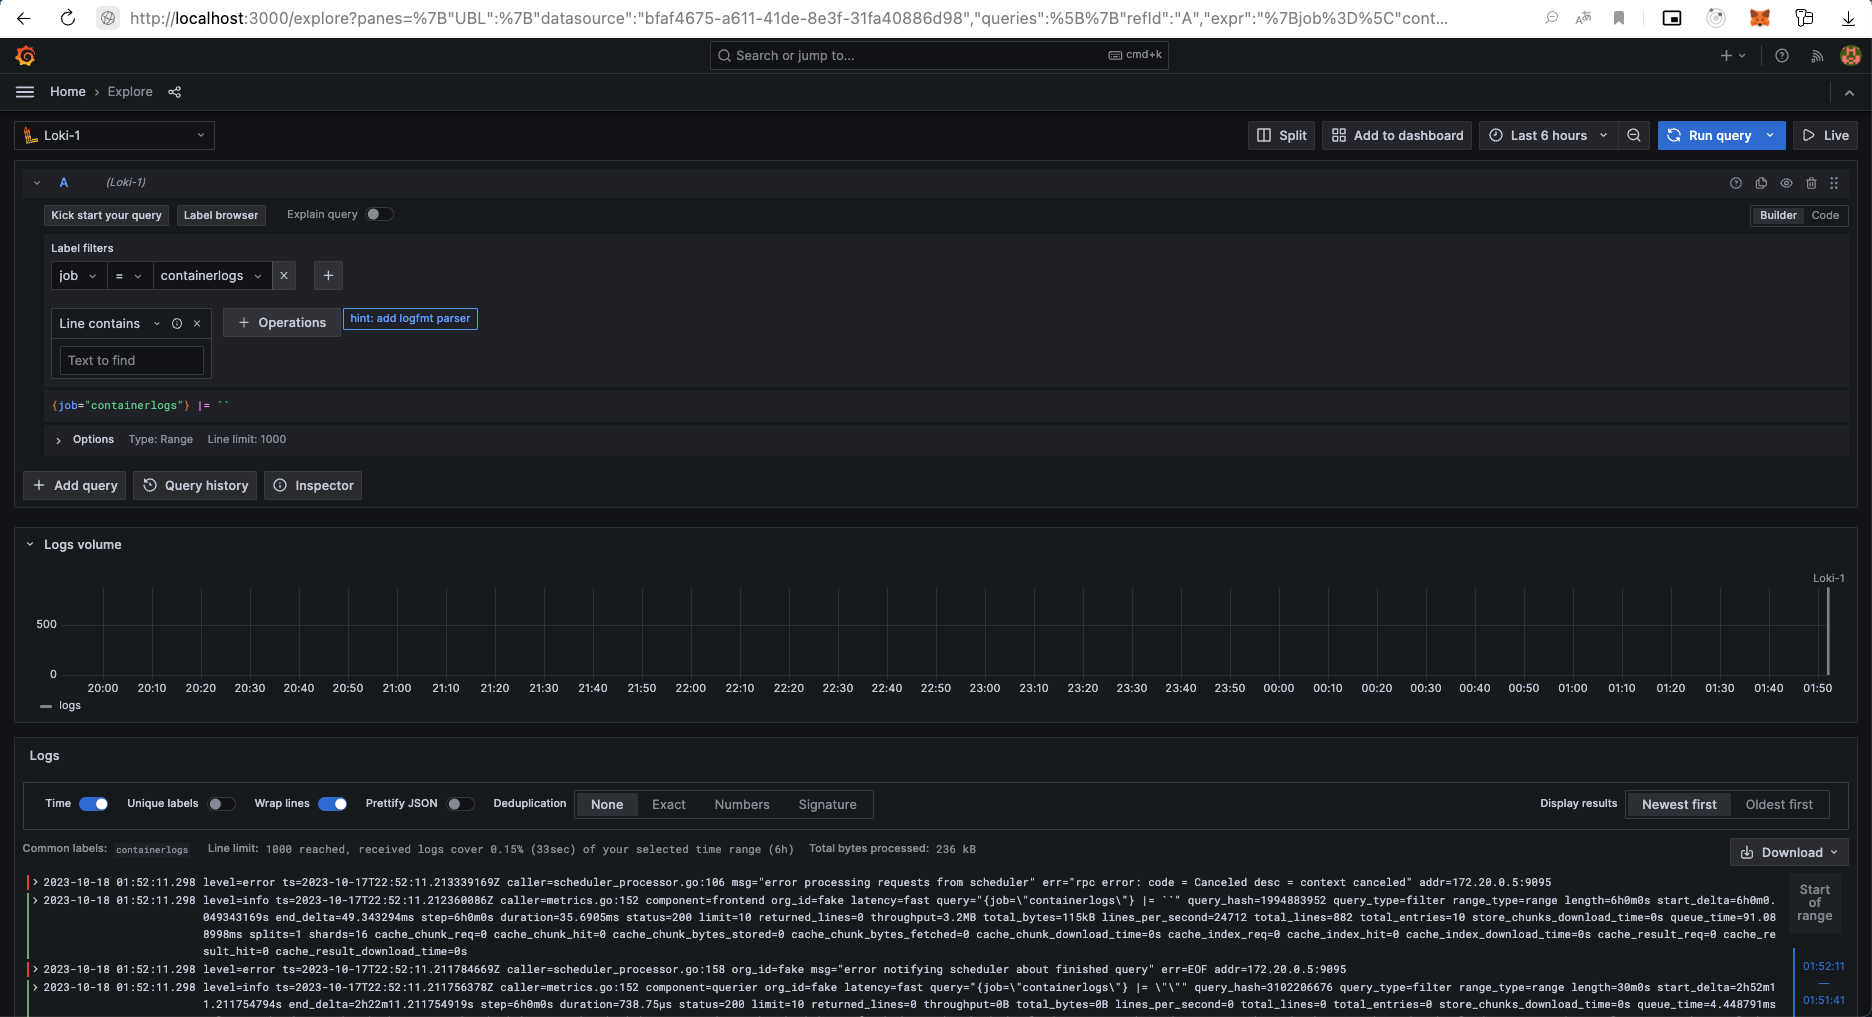 http://localhost:3000/explore?panes=%7B"UBL":%7B"datasource":"bfaf4675-a611-41de-8e3f-31fa40886d98","queries":%5B%7B"refId":"A","expr":"%7Bjob%3D%5C"cont...
Search or jump to... cmd+k
Home › Explore
Loki-1 Split Add to dashboard Last 6 hours Run query Live
A (Loki-1)
Kick start your query Label browser Explain query Builder Code
Label filters
job = containerlogs
Line contains + Operations hint: add logfmt parser
Text to find
{job="containerlogs"} |= ``
Options Type: Range Line limit: 1000
+ Add query Query history Inspector
Logs volume
Loki-1
500
0
20:00 20:10 20:20 20:30 20:40 20:50 21:00 21:10 21:20 21:30 21:40 21:50 22:00 22:10 22:20 22:30 22:40 22:50 23:00 23:10 23:20 23:30 23:40 23:50 00:00 00:10 00:20 00:30 00:40 00:50 01:00 01:10 01:20 01:30 01:40 01:50
logs
Logs
Time Unique labels Wrap lines Prettify JSON Deduplication None Exact Numbers Signature Display results Newest first Oldest first
Common labels: containerlogs Line limit: 1000 reached, received logs cover 0.15% (33sec) of your selected time range (6h) Total bytes processed: 236 kB
Download
2023-10-18 01:52:11.298 level=error ts=2023-10-17T22:52:11.213339169Z caller=scheduler_processor.go:106 msg="error processing requests from scheduler" err="rpc error: code = Canceled desc = context canceled" addr=172.20.0.5:9095
2023-10-18 01:52:11.298 level=info ts=2023-10-17T22:52:11.212360086Z caller=metrics.go:152 component=frontend org_id=fake latency=fast query="{job=\"containerlogs\"} |= ``" query_hash=1994883952 query_type=filter range_type=range length=6h0m0s start_delta=6h0m0.
049343169s end_delta=49.343294ms step=6h0m0s duration=35.6905ms status=200 limit=10 returned_lines=0 throughput=3.2MB total_bytes=115kB lines_per_second=24712 total_lines=882 total_entries=10 store_chunks_download_time=0s queue_time=91.08
8998ms splits=1 shards=16 cache_chunk_req=0 cache_chunk_hit=0 cache_chunk_bytes_stored=0 cache_chunk_bytes_fetched=0 cache_chunk_download_time=0s cache_index_req=0 cache_index_hit=0 cache_index_download_time=0s cache_result_req=0 cache_re
sult_hit=0 cache_result_download_time=0s
2023-10-18 01:52:11.298 level=error ts=2023-10-17T22:52:11.211784669Z caller=scheduler_processor.go:158 org_id=fake msg="error notifying scheduler about finished query" err=EOF addr=172.20.0.5:9095
2023-10-18 01:52:11.298 level=info ts=2023-10-17T22:52:11.211756378Z caller=metrics.go:152 component=querier org_id=fake latency=fast query="{job=\"containerlogs\"} |= \"\"" query_hash=3102206676 query_type=filter range_type=range length=30m0s start_delta=2h52m1
1.211754794s end_delta=2h22m11.211754919s step=6h0m0s duration=738.75µs status=200 limit=10 returned_lines=0 throughput=0B total_bytes=0B lines_per_second=0 total_lines=0 total_entries=0 store_chunks_download_time=0s queue_time=4.448791ms
Start
of
range
01:52:11
—
01:51:41